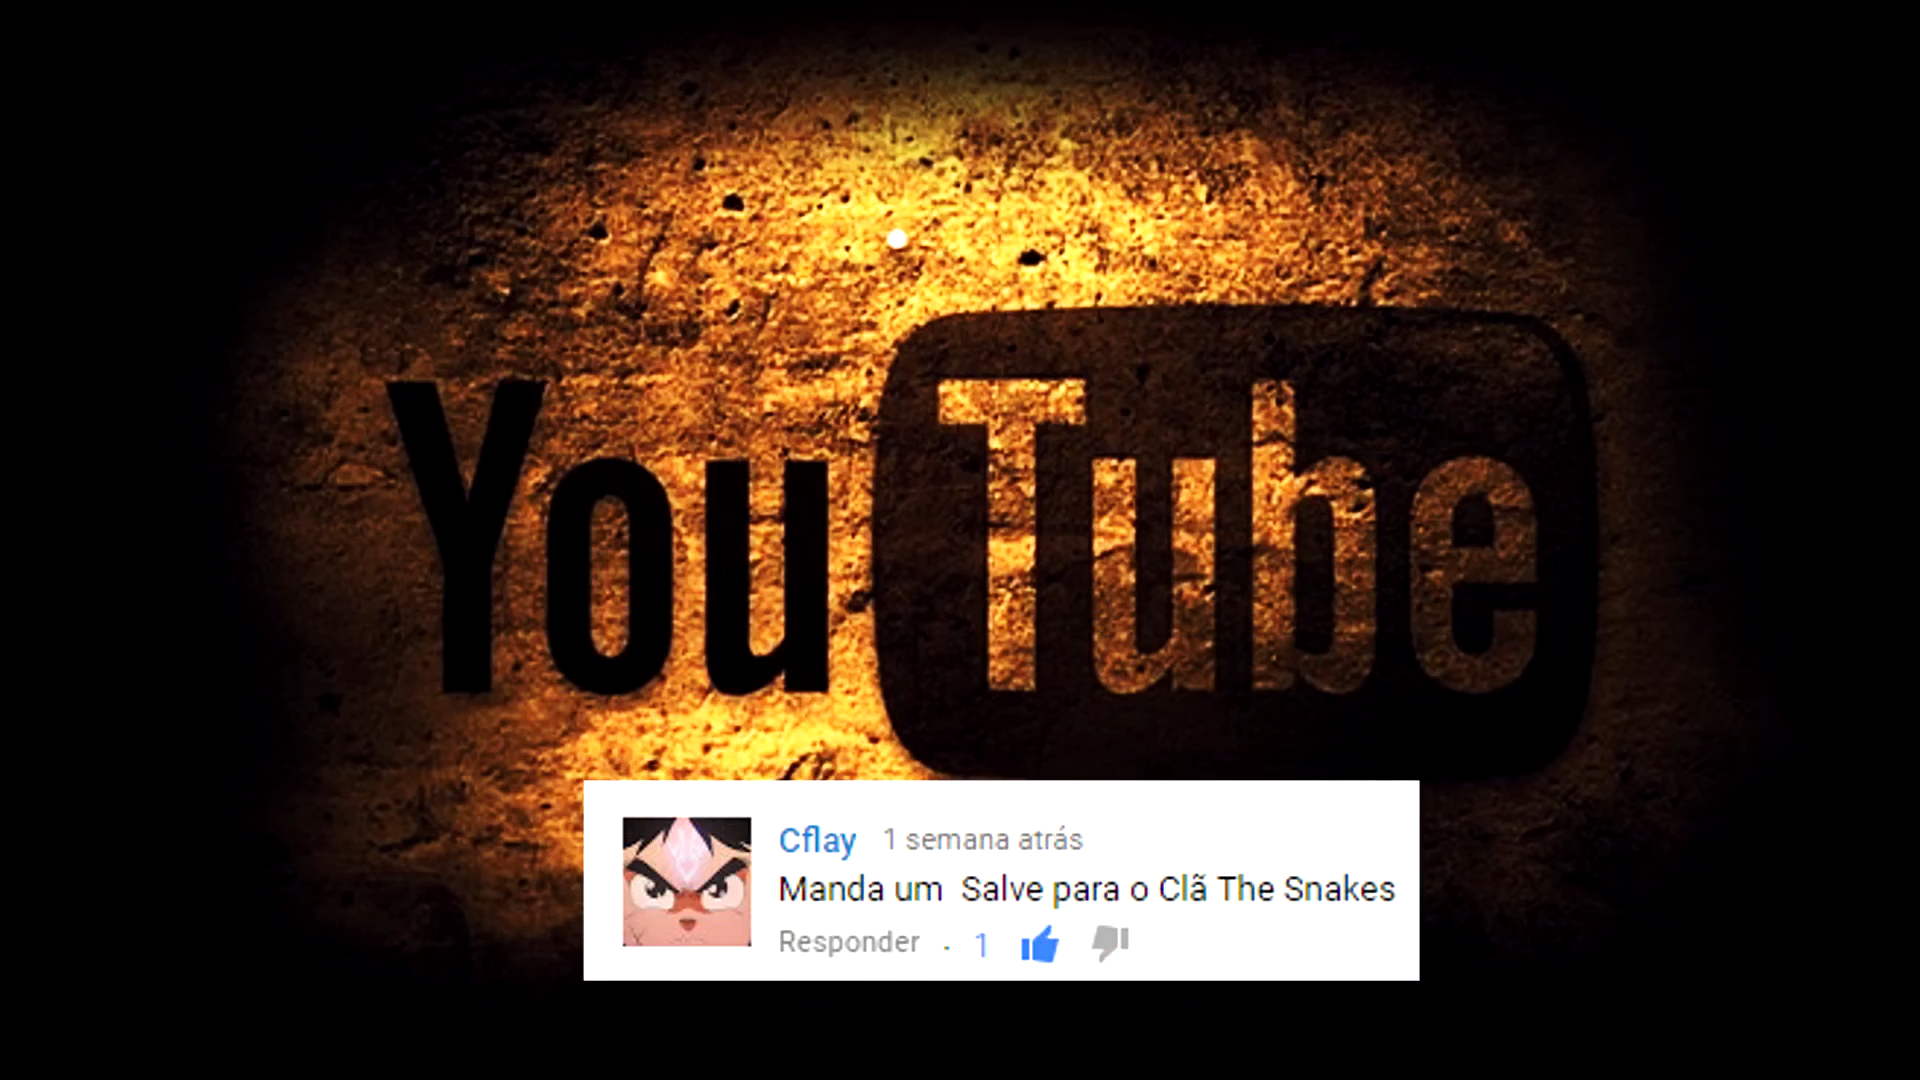 YouTube
Cflay 1 semana atrás
Manda um Salve para o Clã The Snakes
Responder . 1